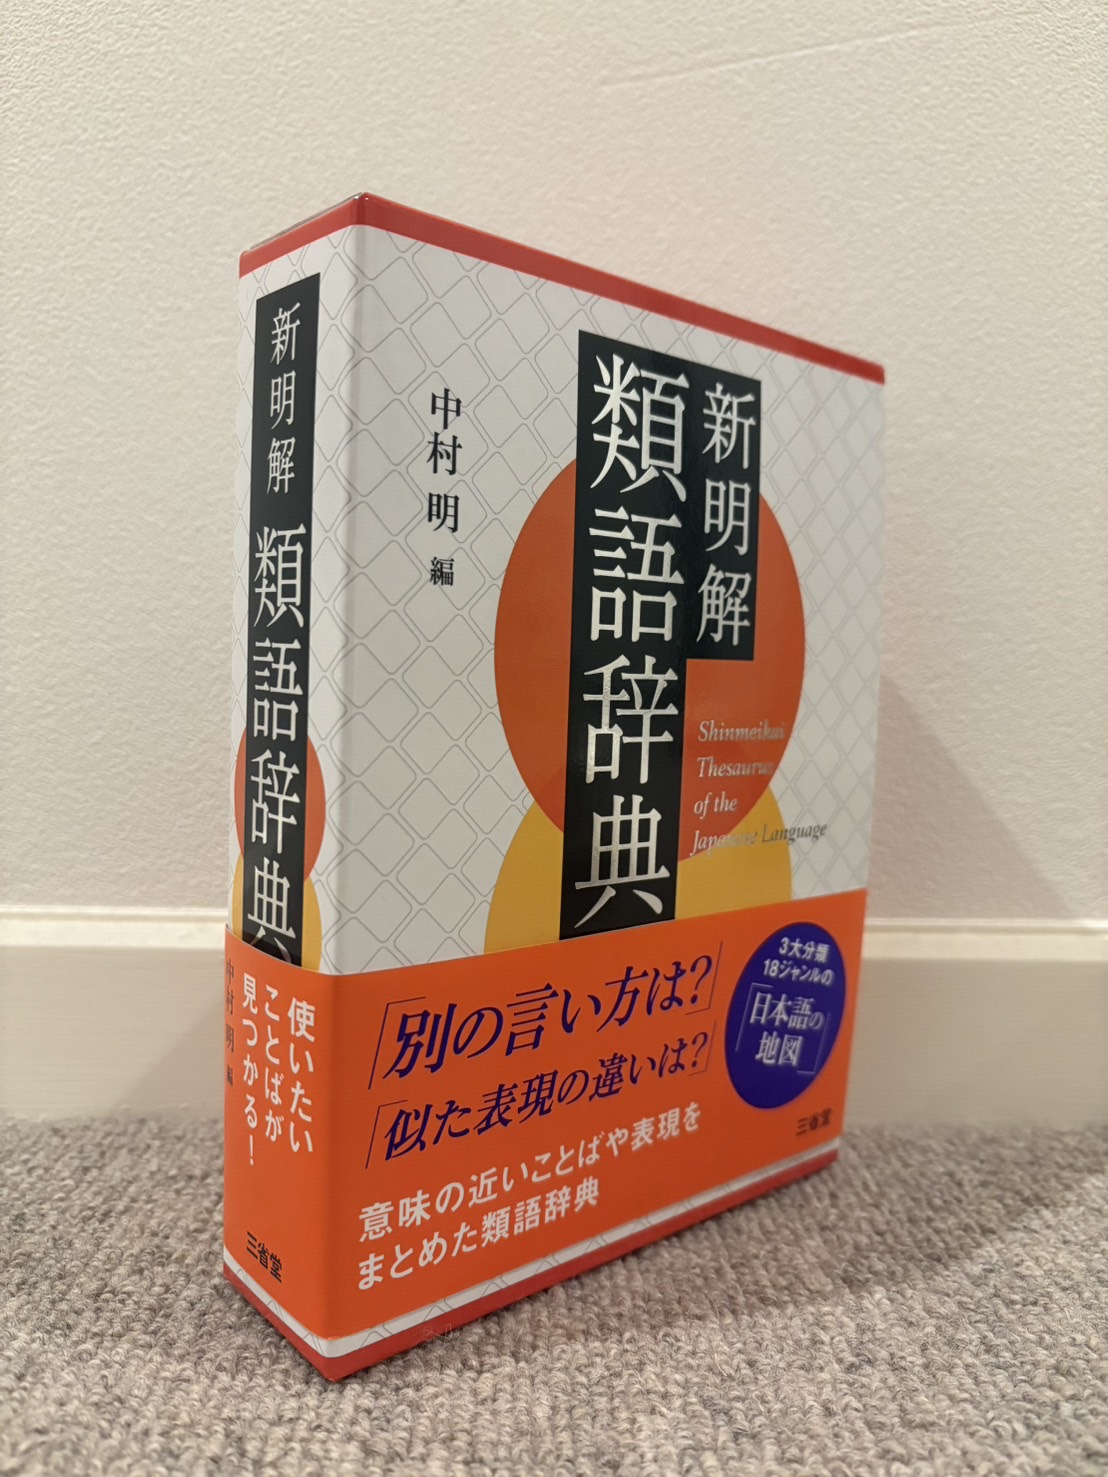 新明解
類語辞典
中村 明 編
使いたい
ことばが
見つかる!
三省堂
新明解
類語辞典
Shinmeikai
Thesaurus
of the
Japanese Language
中村 明 編
「別の言い方は?」
「似た表現の違いは?」
意味の近いことばや表現を
まとめた類語辞典
3大分類
18ジャンルの
「日本語の
地図」
三省堂